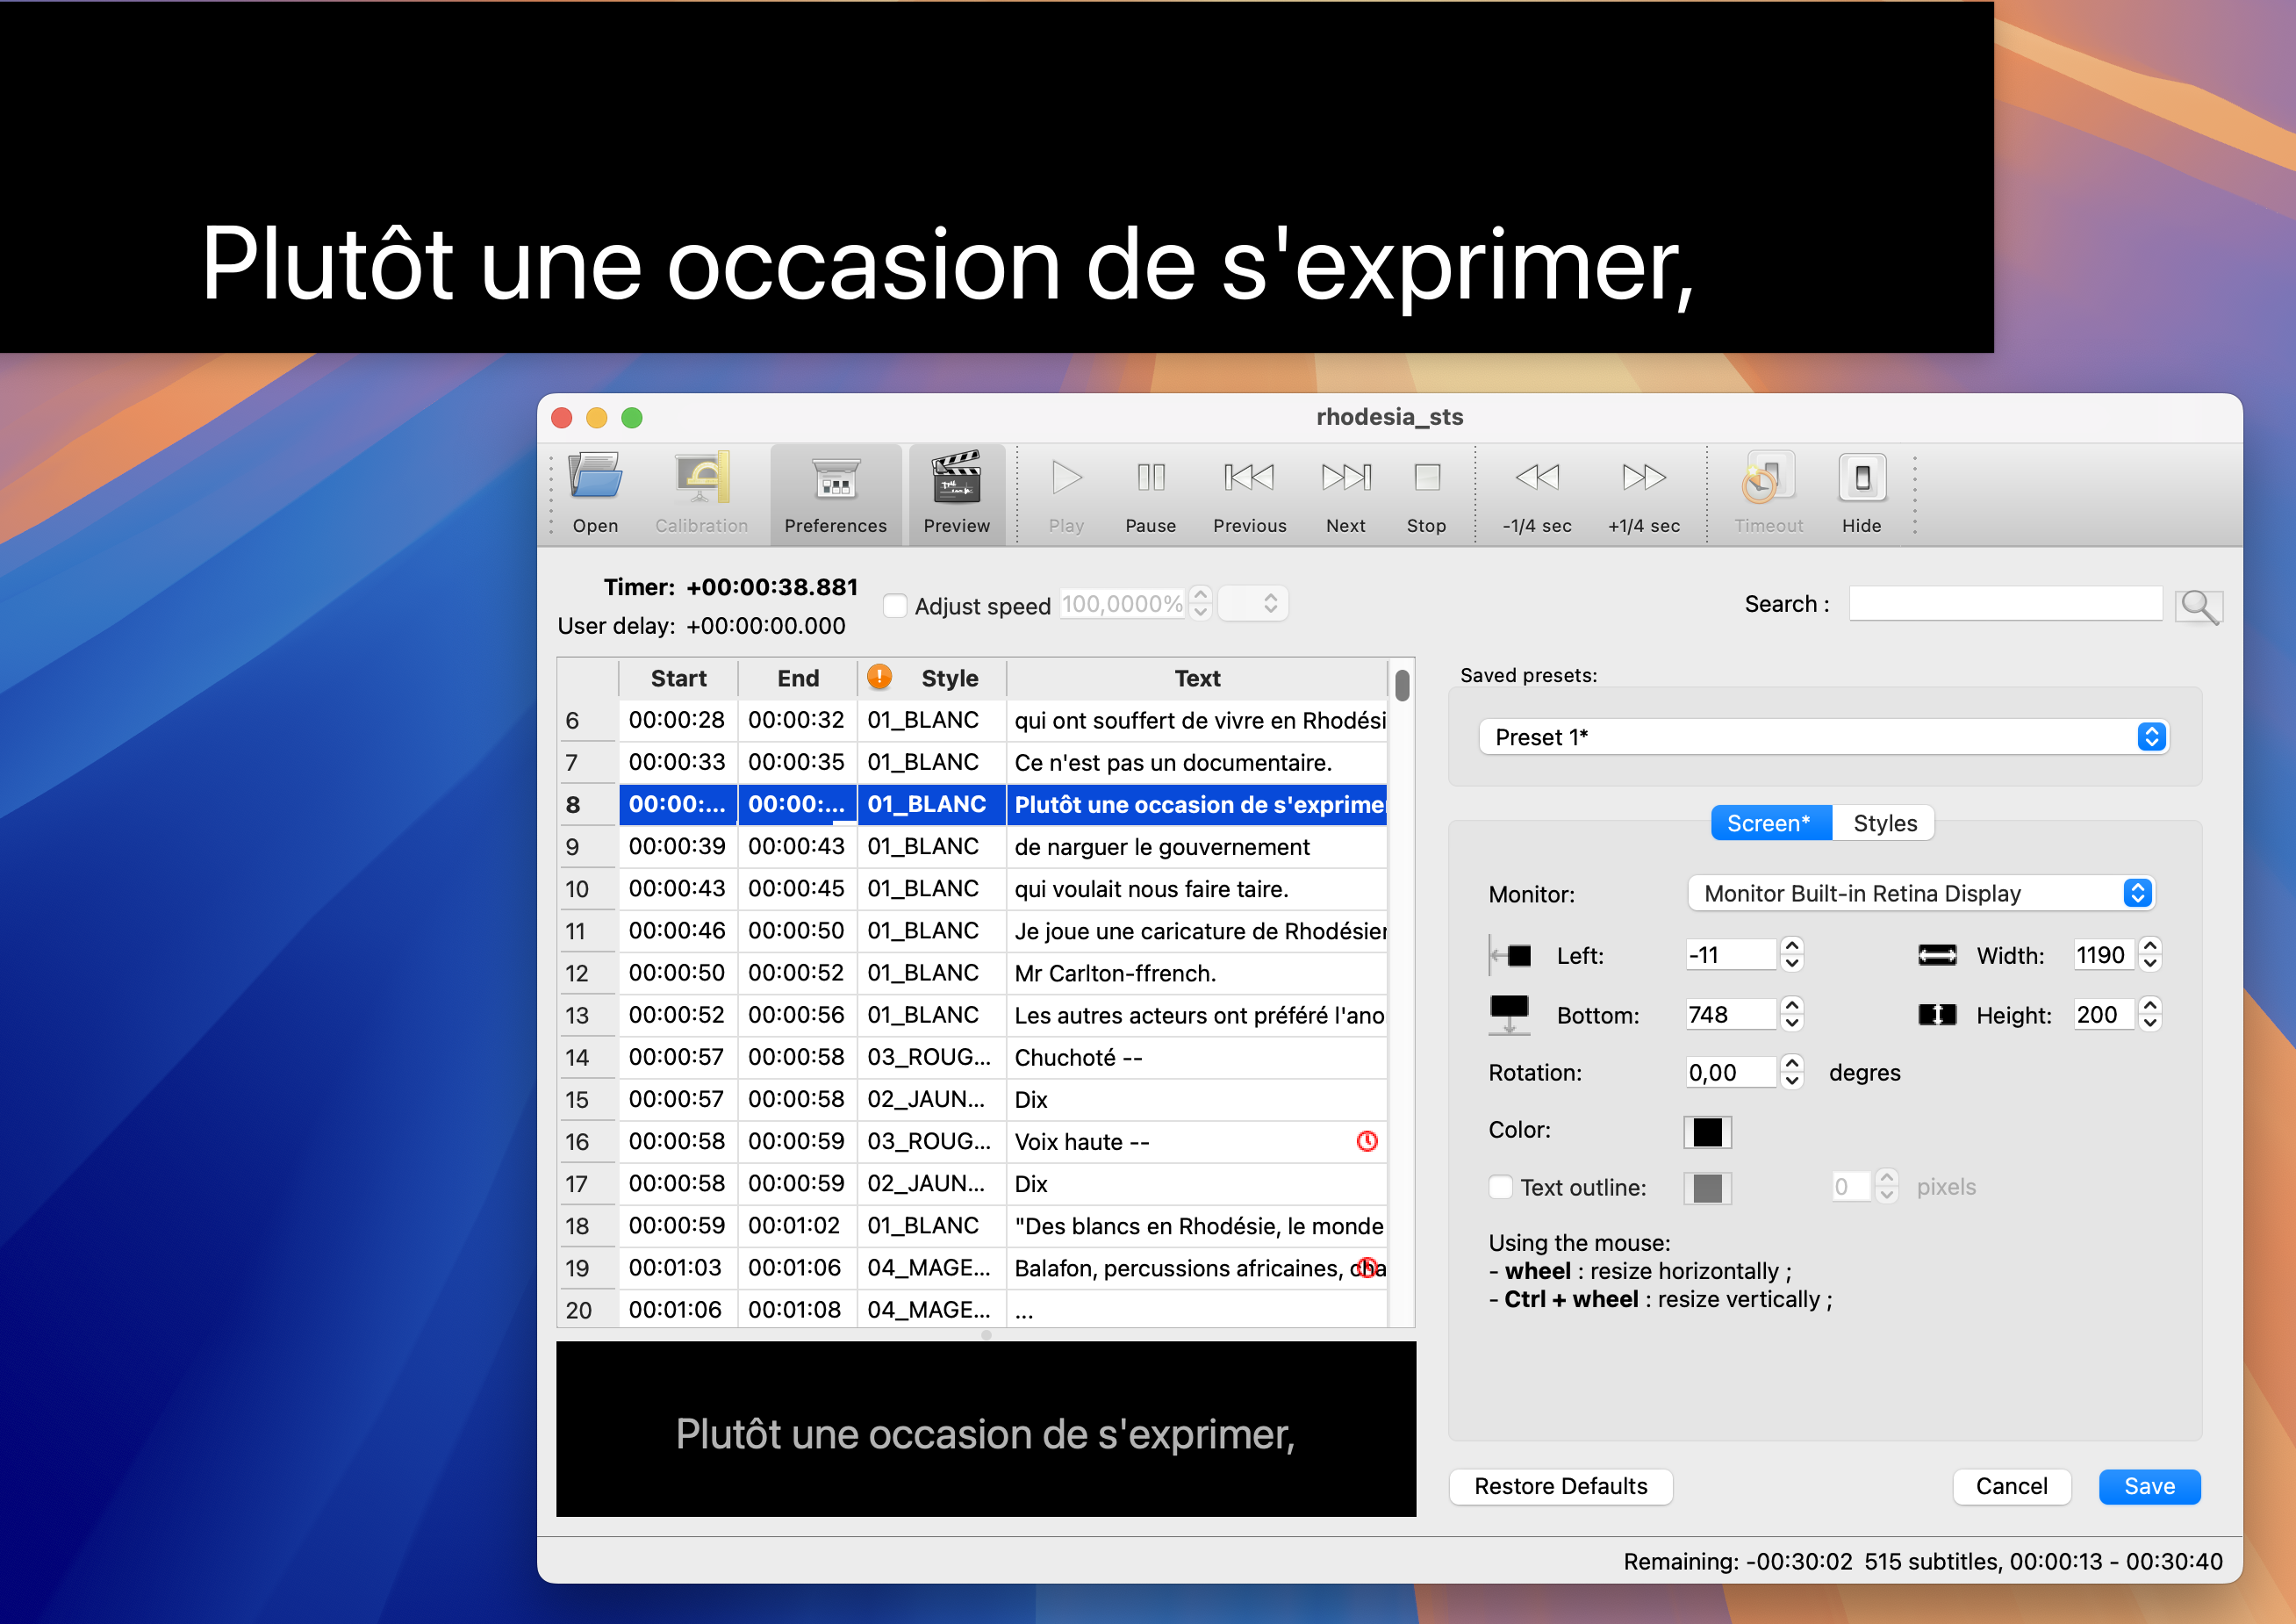 Plutôt une occasion de s'exprimer,
rhodesia_sts
Open Calibration Preferences Preview Play Pause Previous Next Stop -1/4 sec +1/4 sec Timeout Hide
Timer: +00:00:38.881
User delay: +00:00:00.000
Adjust speed 100,0000%
Search :
Start End Style Text
6 00:00:28 00:00:32 01_BLANC qui ont souffert de vivre en Rhodési
7 00:00:33 00:00:35 01_BLANC Ce n'est pas un documentaire.
8 00:00:... 00:00:... 01_BLANC Plutôt une occasion de s'exprime
9 00:00:39 00:00:43 01_BLANC de narguer le gouvernement
10 00:00:43 00:00:45 01_BLANC qui voulait nous faire taire.
11 00:00:46 00:00:50 01_BLANC Je joue une caricature de Rhodésier
12 00:00:50 00:00:52 01_BLANC Mr Carlton-ffrench.
13 00:00:52 00:00:56 01_BLANC Les autres acteurs ont préféré l'ano
14 00:00:57 00:00:58 03_ROUG... Chuchoté --
15 00:00:57 00:00:58 02_JAUN... Dix
16 00:00:58 00:00:59 03_ROUG... Voix haute --
17 00:00:58 00:00:59 02_JAUN... Dix
18 00:00:59 00:01:02 01_BLANC "Des blancs en Rhodésie, le monde
19 00:01:03 00:01:06 04_MAGE... Balafon, percussions africaines, cha
20 00:01:06 00:01:08 04_MAGE... ...
Plutôt une occasion de s'exprimer,
Saved presets:
Preset 1*
Screen* Styles
Monitor: Monitor Built-in Retina Display
Left: -11 Width: 1190
Bottom: 748 Height: 200
Rotation: 0,00 degres
Color:
Text outline: 0 pixels
Using the mouse:
- wheel : resize horizontally ;
- Ctrl + wheel : resize vertically ;
Restore Defaults Cancel Save
Remaining: -00:30:02 515 subtitles, 00:00:13 - 00:30:40